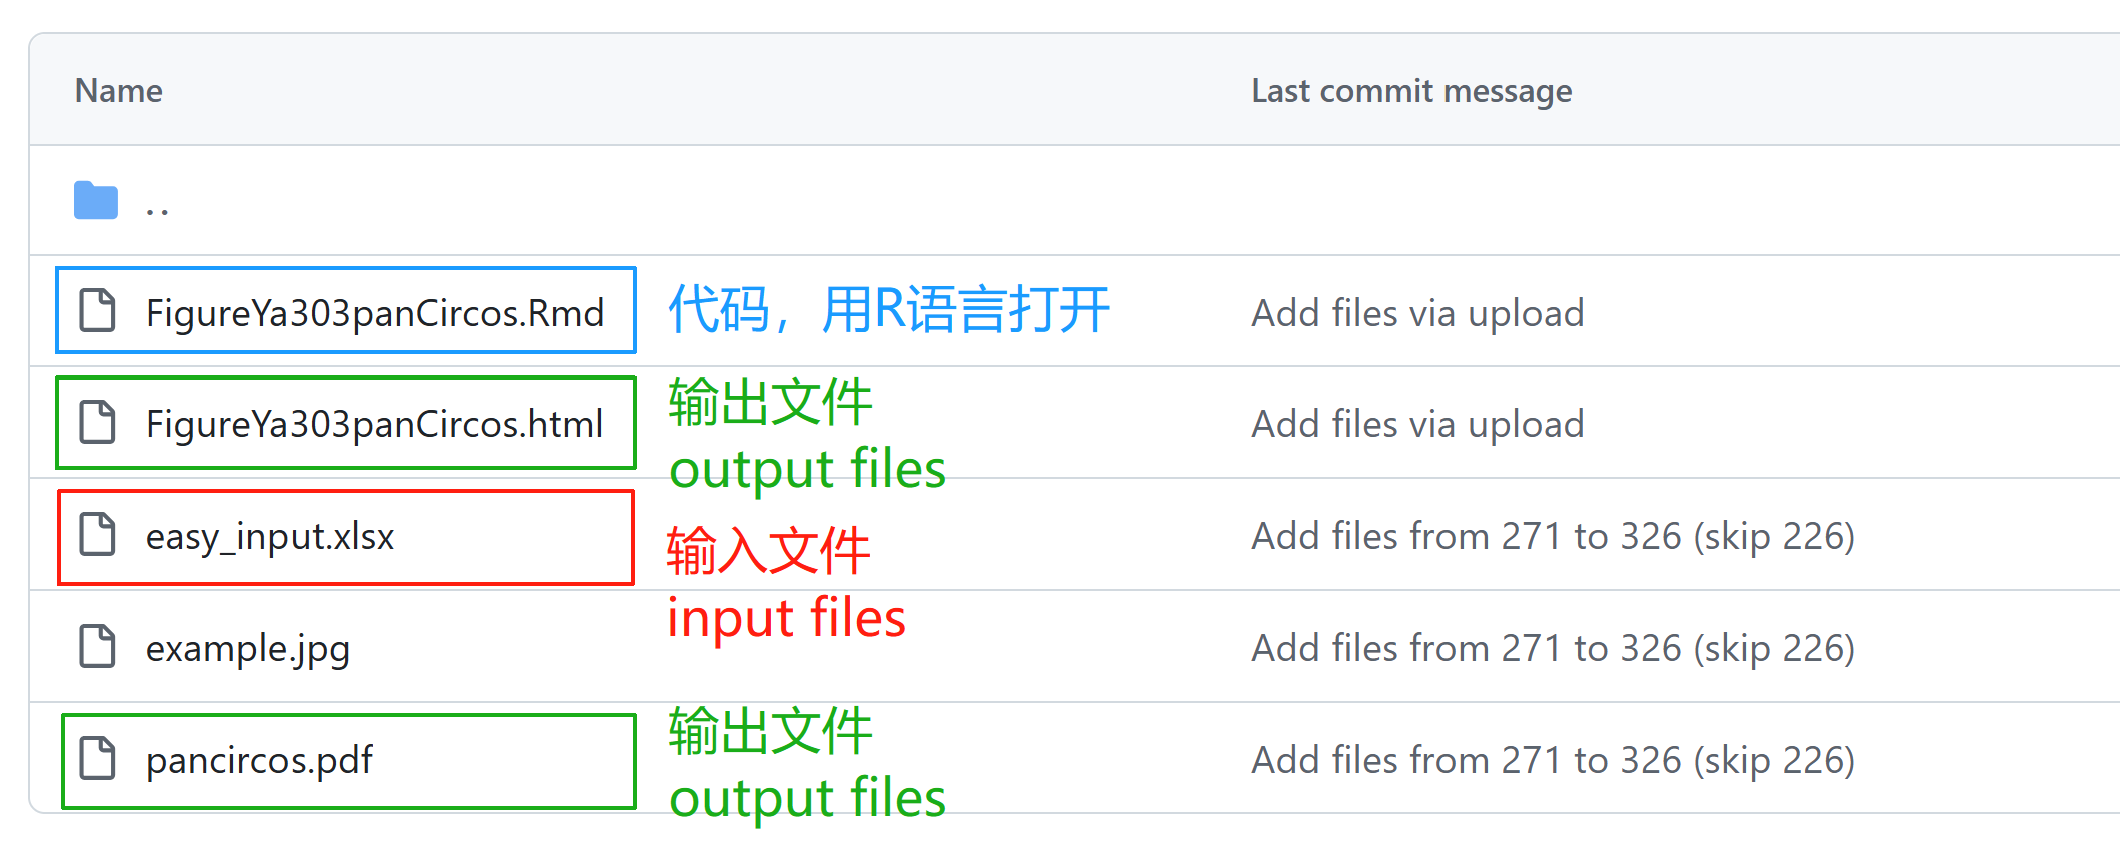 Name Last commit message
..
FigureYa303panCircos.Rmd 代码，用R语言打开 Add files via upload
FigureYa303panCircos.html 输出文件 Add files via upload
output files
easy_input.xlsx 输入文件 Add files from 271 to 326 (skip 226)
input files
example.jpg Add files from 271 to 326 (skip 226)
pancircos.pdf 输出文件 Add files from 271 to 326 (skip 226)
output files